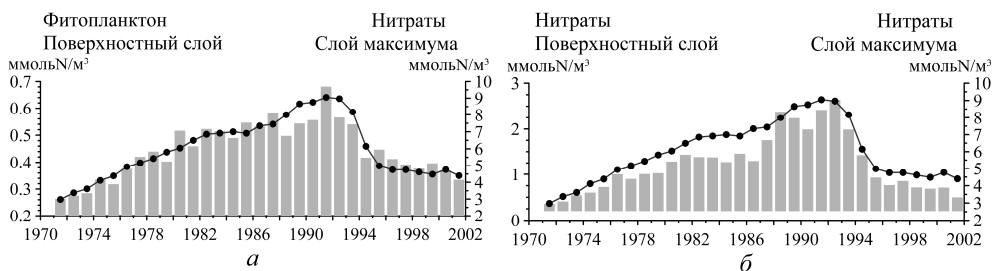 Фитопланктон
Поверхностный слой
ммольN/м³
Нитраты
Слой максимума
ммольN/м³
0.7
0.6
0.5
0.4
0.3
0.2
10
9
8
7
6
5
4
3
2
1970 1974 1978 1982 1986 1990 1994 1998 2002
а
Нитраты
Поверхностный слой
ммольN/м³
Нитраты
Слой максимума
ммольN/м³
3
2
1
0
10
9
8
7
6
5
4
3
2
1970 1974 1978 1982 1986 1990 1994 1998 2002
б